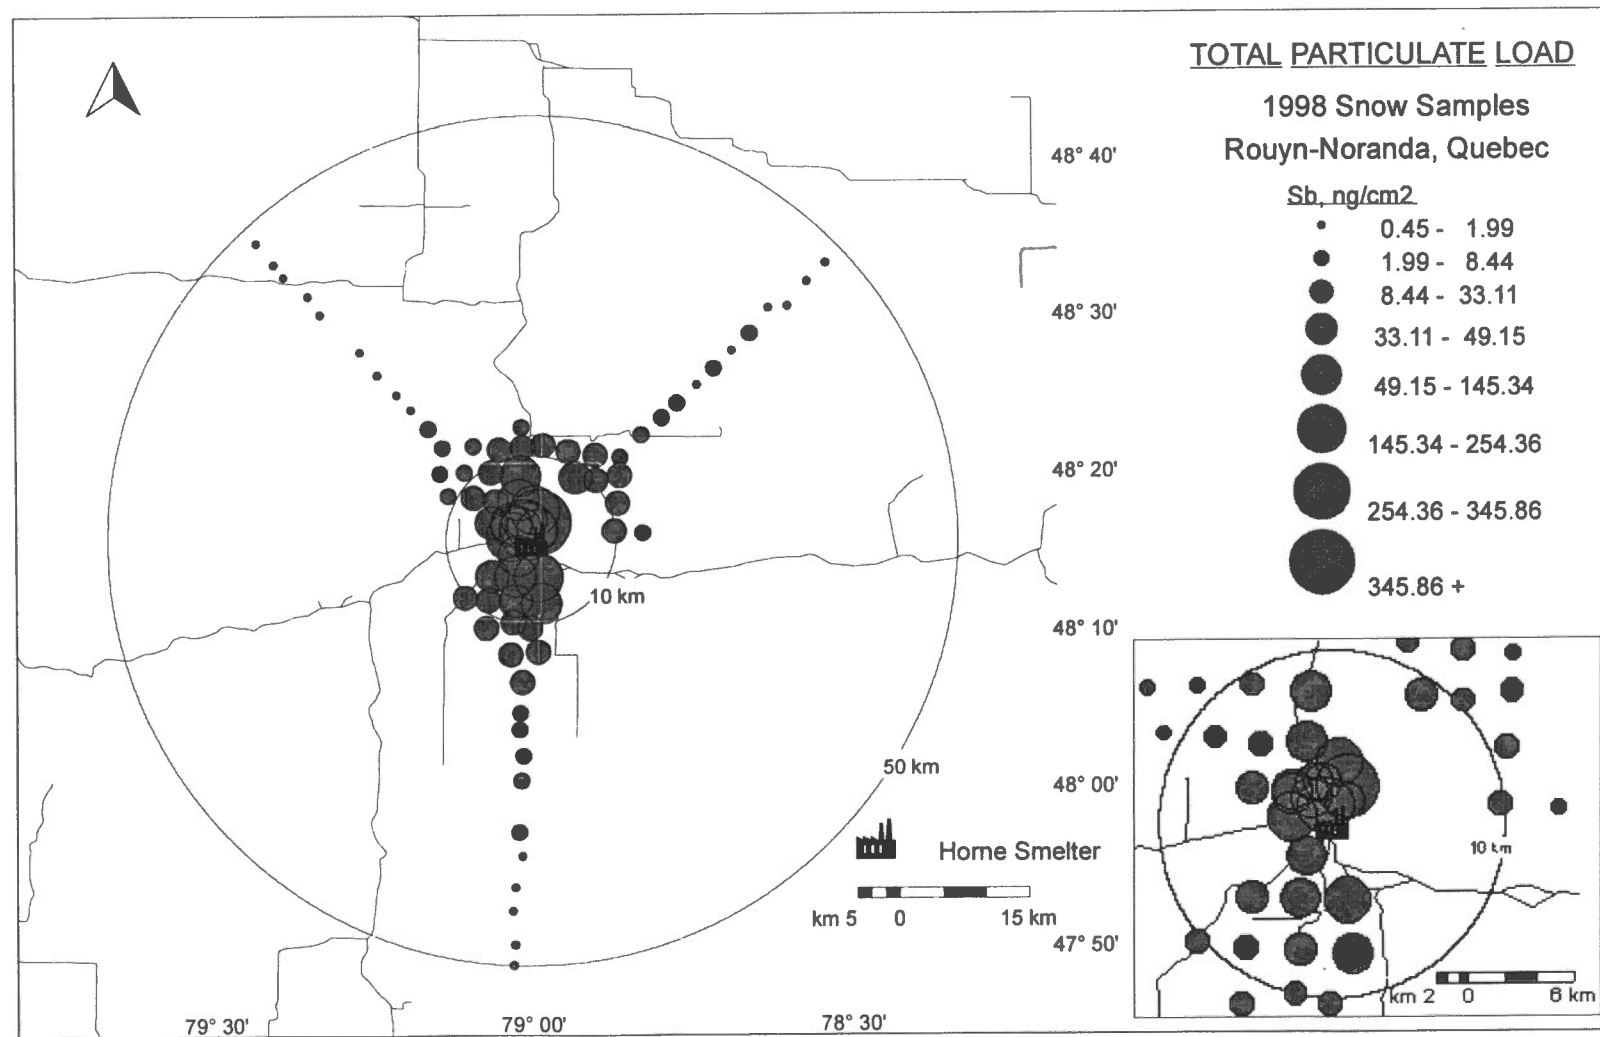 TOTAL PARTICULATE LOAD
1998 Snow Samples
Rouyn-Noranda, Quebec
Sb, ng/cm2
0.45 - 1.99
1.99 - 8.44
8.44 - 33.11
33.11 - 49.15
49.15 - 145.34
145.34 - 254.36
254.36 - 345.86
345.86 +
48° 40'
48° 30'
48° 20'
48° 10'
48° 00'
47° 50'
10 km
50 km
Horne Smelter
km 5 0 15 km
79° 30' 79° 00' 78° 30'
10 km
km 2 0 6 km